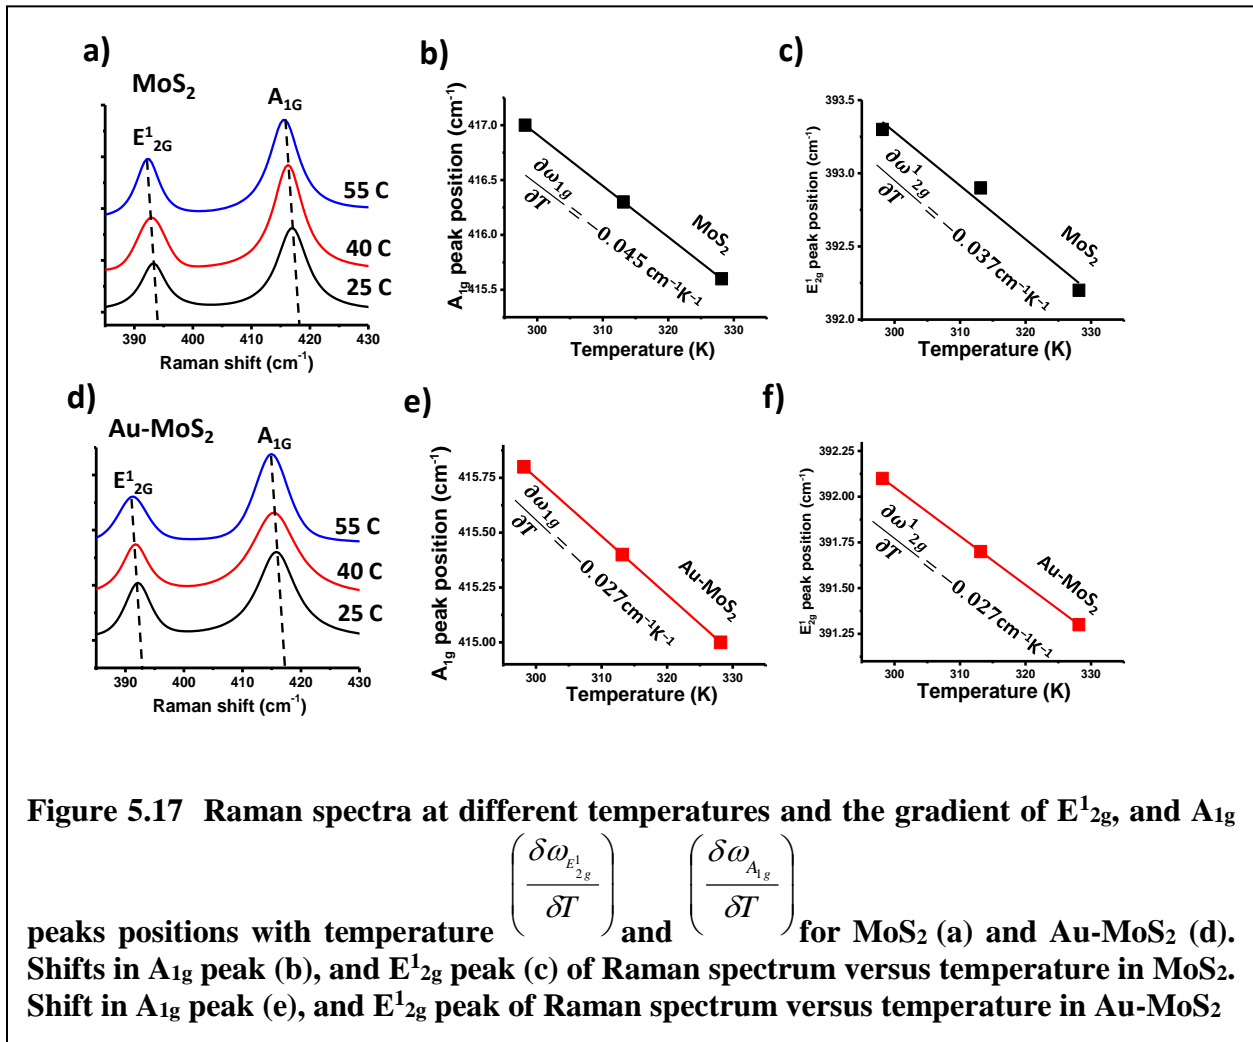 a)
MoS₂
E¹₂G
A₁G
55 C
40 C
25 C
390 400 410 420 430
Raman shift (cm⁻¹)
b)
A₁g peak position (cm⁻¹)
417.0
416.5
416.0
415.5
∂ω₁g/∂T = −0.045 cm⁻¹K⁻¹
MoS₂
300 310 320 330
Temperature (K)
c)
E¹₂g peak position (cm⁻¹)
393.5
393.0
392.5
392.0
∂ω¹₂g/∂T = −0.037cm⁻¹K⁻¹
MoS₂
300 310 320 330
Temperature (K)
d)
Au-MoS₂
E¹₂G
A₁G
55 C
40 C
25 C
390 400 410 420 430
Raman shift (cm⁻¹)
e)
A₁g peak position (cm⁻¹)
415.75
415.50
415.25
415.00
∂ω₁g/∂T = −0.027cm⁻¹K⁻¹
Au-MoS₂
300 310 320 330
Temperature (K)
f)
E¹₂g peak position (cm⁻¹)
392.25
392.00
391.75
391.50
391.25
∂ω¹₂g/∂T = −0.027cm⁻¹K⁻¹
Au-MoS₂
300 310 320 330
Temperature (K)
Figure 5.17 Raman spectra at different temperatures and the gradient of E¹₂g, and A₁g
peaks positions with temperature (δω_E¹₂g/δT) and (δω_A₁g/δT) for MoS₂ (a) and Au-MoS₂ (d).
Shifts in A₁g peak (b), and E¹₂g peak (c) of Raman spectrum versus temperature in MoS₂.
Shift in A₁g peak (e), and E¹₂g peak of Raman spectrum versus temperature in Au-MoS₂